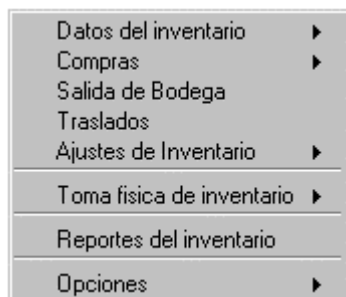 Datos del inventario
Compras
Salida de Bodega
Traslados
Ajustes de Inventario
Toma fisica de inventario
Reportes del inventario
Opciones